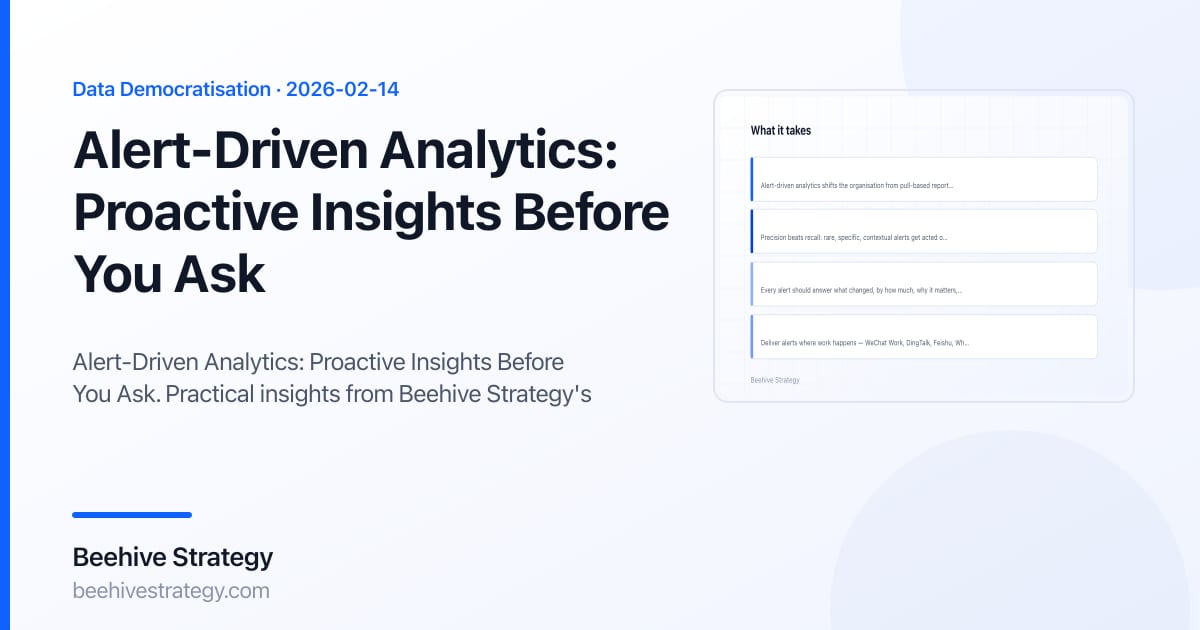 Data Democratisation · 2026-02-14
Alert-Driven Analytics:
Proactive Insights Before
You Ask
Alert-Driven Analytics: Proactive Insights Before
You Ask. Practical insights from Beehive Strategy's
Beehive Strategy
beehivestrategy.com
What it takes
Alert-driven analytics shifts the organisation from pull-based report...
Precision beats recall: rare, specific, contextual alerts get acted o...
Every alert should answer what changed, by how much, why it matters,...
Deliver alerts where work happens — WeChat Work, DingTalk, Feishu, Wh...
Beehive Strategy